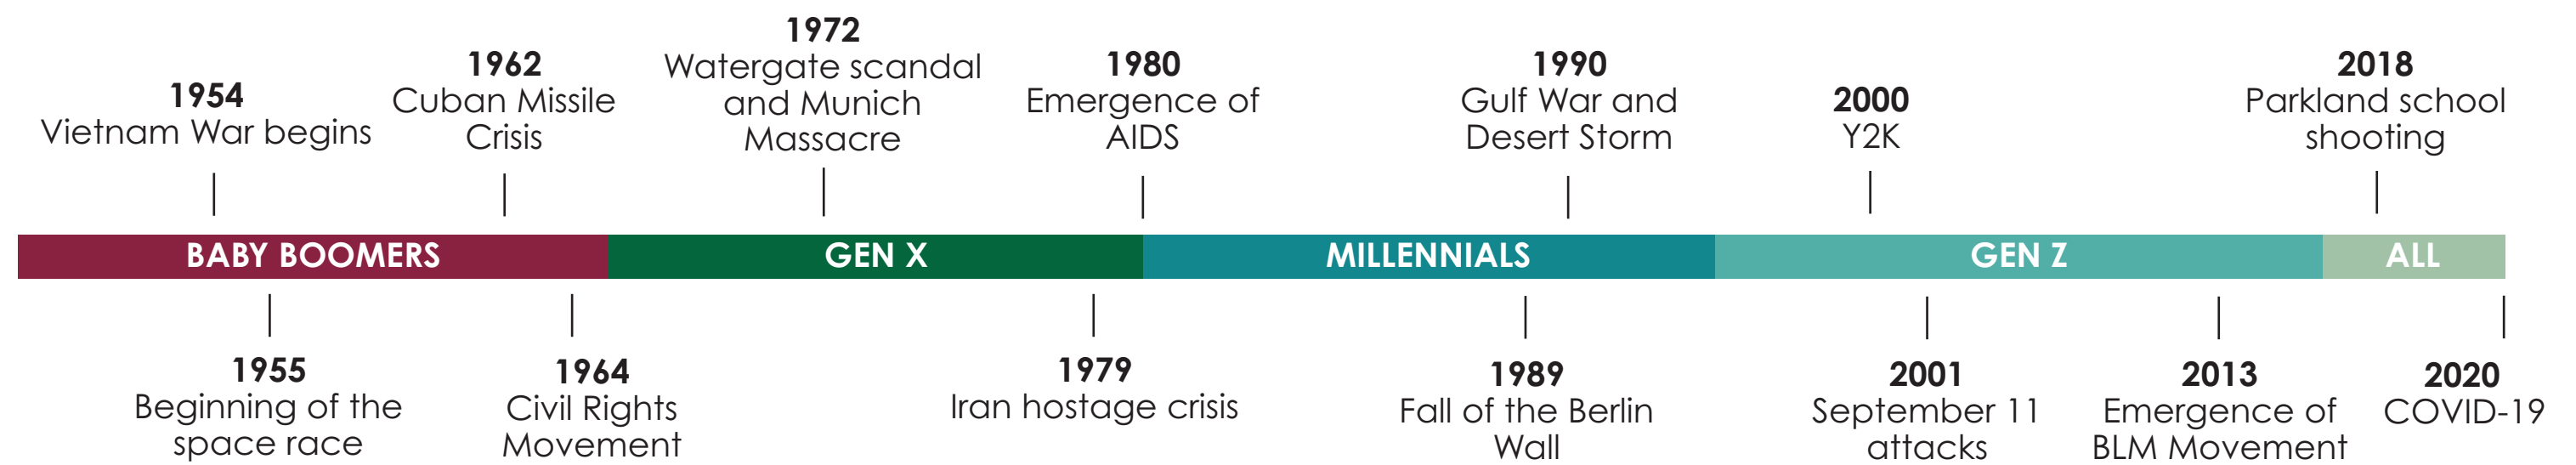 1954
Vietnam War begins
1962
Cuban Missile
Crisis
1972
Watergate scandal
and Munich
Massacre
1980
Emergence of
AIDS
1990
Gulf War and
Desert Storm
2000
Y2K
2018
Parkland school
shooting
BABY BOOMERS
GEN X
MILLENNIALS
GEN Z
ALL
1955
Beginning of the
space race
1964
Civil Rights
Movement
1979
Iran hostage crisis
1989
Fall of the Berlin
Wall
2001
September 11
attacks
2013
Emergence of
BLM Movement
2020
COVID-19